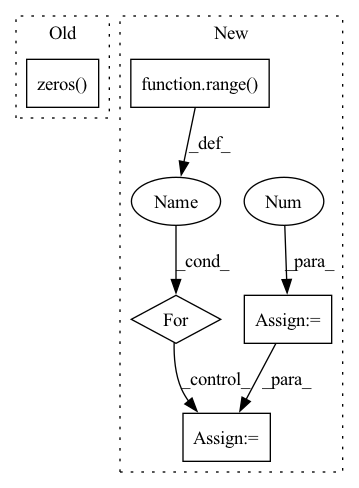 Old
New
zeros()
function.range()
_def_
Name
Num
_cond_
_para_
For
Assign:=
_control_
_para_
Assign:=